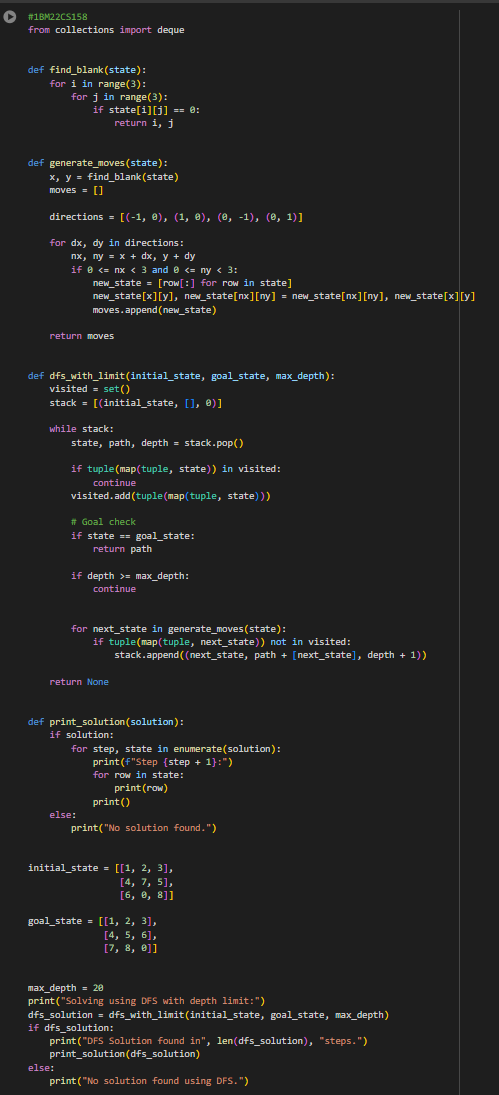 #1BM22CS158
from collections import deque
def find_blank(state):
    for i in range(3):
        for j in range(3):
            if state[i][j] == 0:
                return i, j
def generate_moves(state):
    x, y = find_blank(state)
    moves = []
    directions = [(-1, 0), (1, 0), (0, -1), (0, 1)]
    for dx, dy in directions:
        nx, ny = x + dx, y + dy
        if 0 <= nx < 3 and 0 <= ny < 3:
            new_state = [row[:] for row in state]
            new_state[x][y], new_state[nx][ny] = new_state[nx][ny], new_state[x][y]
            moves.append(new_state)
    return moves
def dfs_with_limit(initial_state, goal_state, max_depth):
    visited = set()
    stack = [(initial_state, [], 0)]
    while stack:
        state, path, depth = stack.pop()
        if tuple(map(tuple, state)) in visited:
            continue
        visited.add(tuple(map(tuple, state)))
        # Goal check
        if state == goal_state:
            return path
        if depth >= max_depth:
            continue
        for next_state in generate_moves(state):
            if tuple(map(tuple, next_state)) not in visited:
                stack.append((next_state, path + [next_state], depth + 1))
    return None
def print_solution(solution):
    if solution:
        for step, state in enumerate(solution):
            print(f"Step {step + 1}:")
            for row in state:
                print(row)
            print()
    else:
        print("No solution found.")
initial_state = [[1, 2, 3],
                 [4, 7, 5],
                 [6, 0, 8]]
goal_state = [[1, 2, 3],
              [4, 5, 6],
              [7, 8, 0]]
max_depth = 20
print("Solving using DFS with depth limit:")
dfs_solution = dfs_with_limit(initial_state, goal_state, max_depth)
if dfs_solution:
    print("DFS Solution found in", len(dfs_solution), "steps.")
    print_solution(dfs_solution)
else:
    print("No solution found using DFS.")